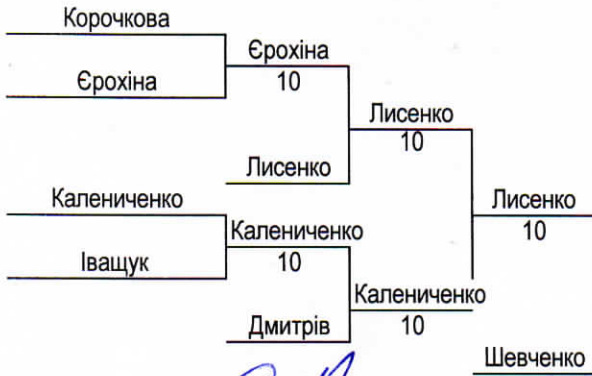 Корочкова
Єрохіна
Єрохіна
10
Лисенко
Лисенко
10
Калениченко
Іващук
Калениченко
10
Дмитрів
Калениченко
10
Лисенко
10
Шевченко